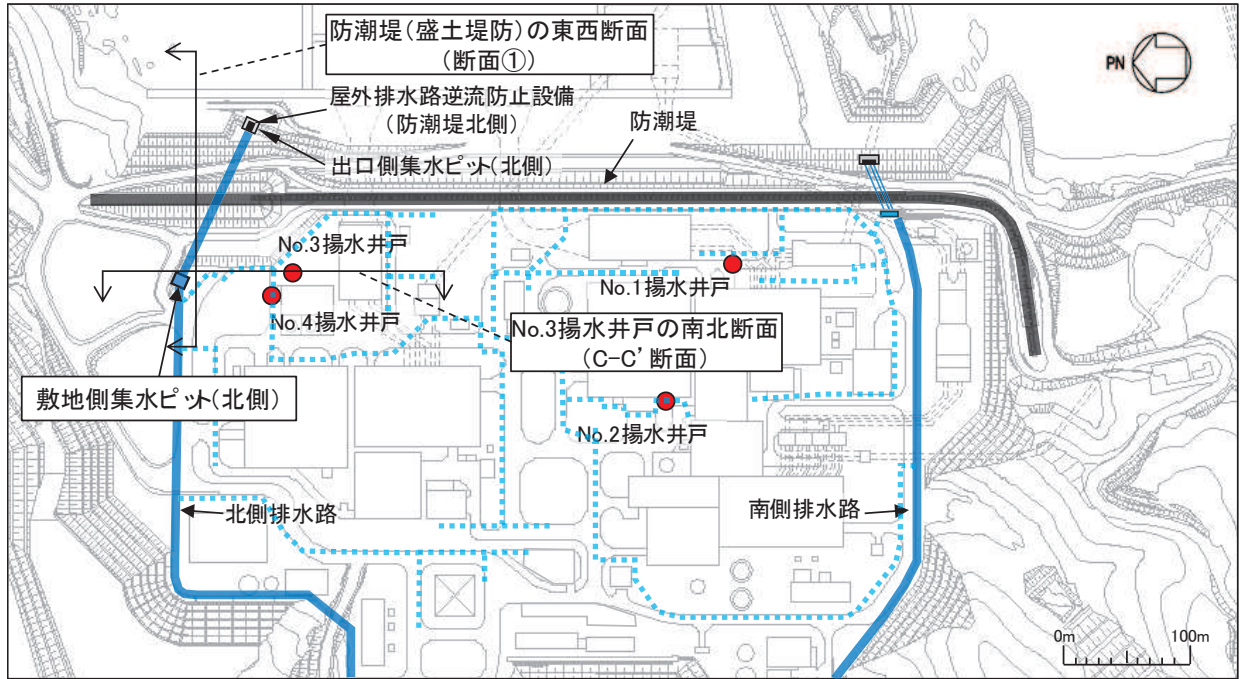 防潮堤(盛土堤防)の東西断面
(断面①)
PN
屋外排水路逆流防止設備
(防潮堤北側)
防潮堤
出口側集水ピット(北側)
No.3揚水井戸
No.1揚水井戸
No.4揚水井戸
No.3揚水井戸の南北断面
(C-C’断面)
敷地側集水ピット(北側)
No.2揚水井戸
北側排水路
南側排水路
0m 100m